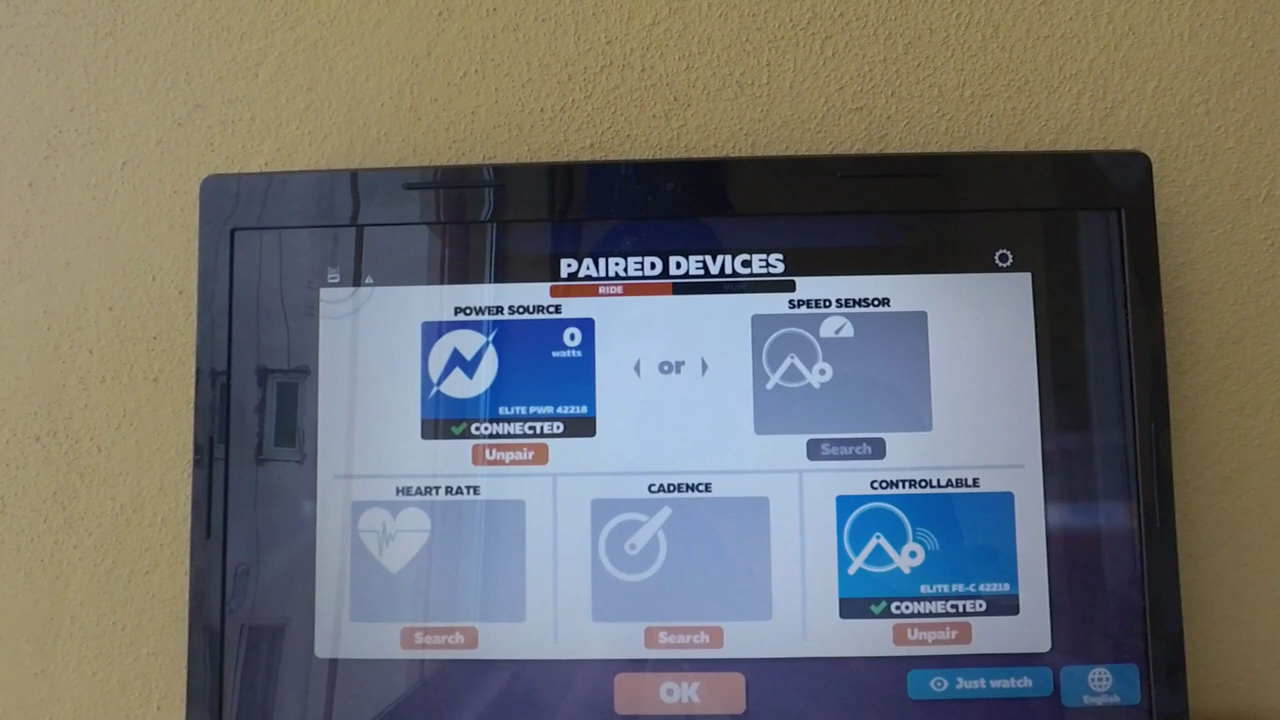 PAIRED DEVICES
RIDE
POWER SOURCE
0
watts
ELITE PWR 42218
CONNECTED
Unpair
or
SPEED SENSOR
Search
HEART RATE
Search
CADENCE
Search
CONTROLLABLE
ELITE FE-C 42218
CONNECTED
Unpair
OK
Just watch
English